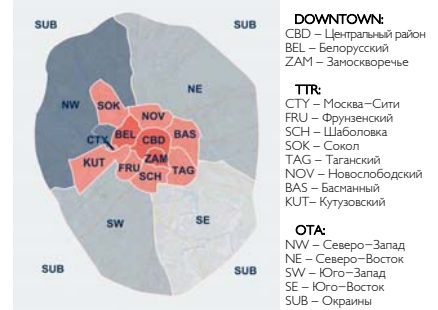 SUB
SUB
NE
NW
SOK
NOV
CTY
BEL
CBD
BAS
KUT
ZAM
FRU
TAG
SCH
SW
SE
SUB
SUB
DOWNTOWN:
CBD – Центральный район
BEL – Белорусский
ZAM – Замоскворечье
TTR:
CTY – Москва–Сити
FRU – Фрунзенский
SCH – Шаболовка
SOK – Сокол
TAG – Таганский
NOV – Новослободский
BAS – Басманный
KUT– Кутузовский
OTA:
NW – Северо–Запад
NE – Северо–Восток
SW – Юго–Запад
SE – Юго–Восток
SUB – Окраины